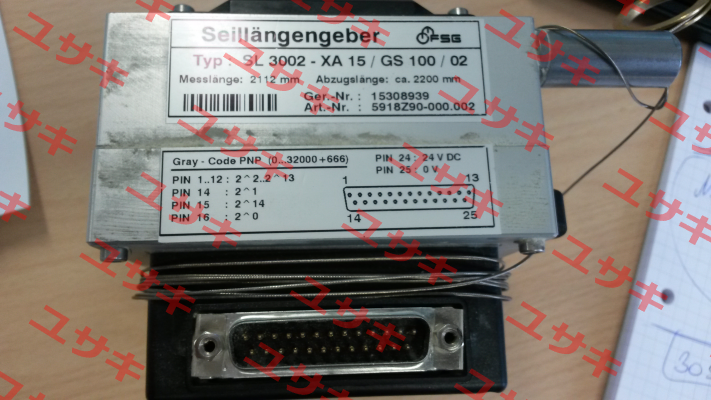 Seillängengeber FSG
Typ : SL 3002 - XA 15 / GS 100 / 02
Messlänge: 2112 mm Abzugslänge: ca. 2200 mm
Ger.-Nr. : 15308939
Art.-Nr. : 5918Z90-000.002
Gray - Code PNP (0...32000+666)
PIN 1..12 : 2^2..2^13
PIN 14 : 2^1
PIN 15 : 2^14
PIN 16 : 2^0
PIN 24 : 24 V DC
PIN 25 : 0 V
1 13
14 25
ユサキ